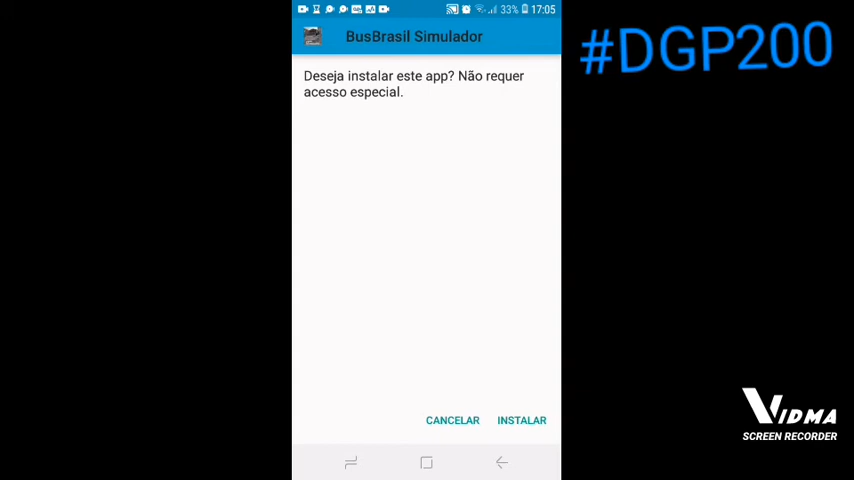 33% 17:05
BusBrasil Simulador
#DGP200
Deseja instalar este app? Não requer
acesso especial.
CANCELAR INSTALAR
VIDMA
SCREEN RECORDER